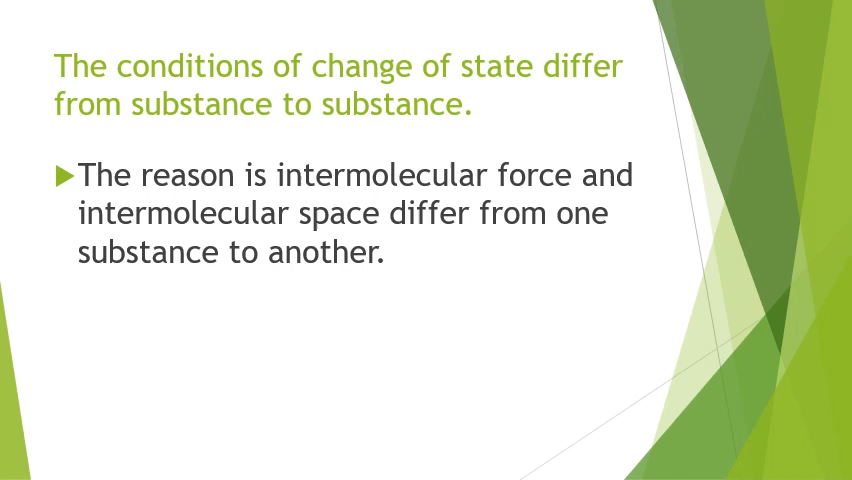 The conditions of change of state differ
from substance to substance.
The reason is intermolecular force and
intermolecular space differ from one
substance to another.